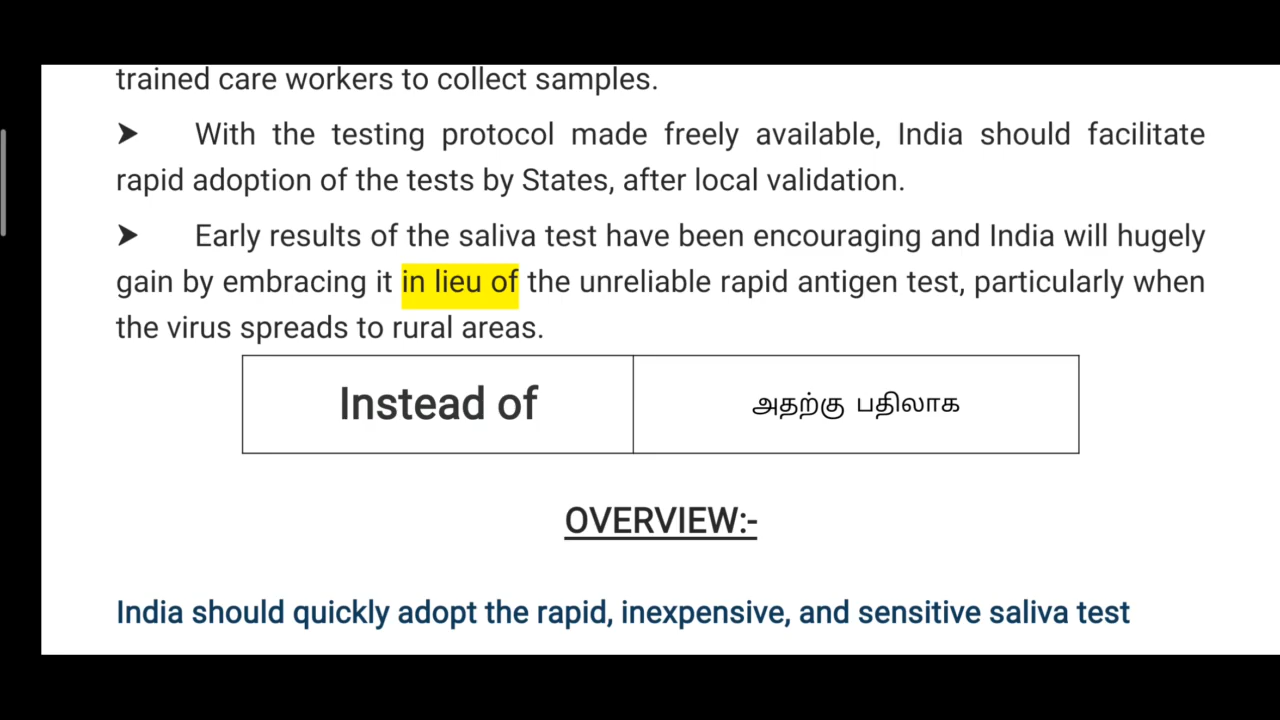 trained care workers to collect samples.
➤ With the testing protocol made freely available, India should facilitate
rapid adoption of the tests by States, after local validation.
➤ Early results of the saliva test have been encouraging and India will hugely
gain by embracing it in lieu of the unreliable rapid antigen test, particularly when
the virus spreads to rural areas.
Instead of அதற்கு பதிலாக
OVERVIEW:-
India should quickly adopt the rapid, inexpensive, and sensitive saliva test